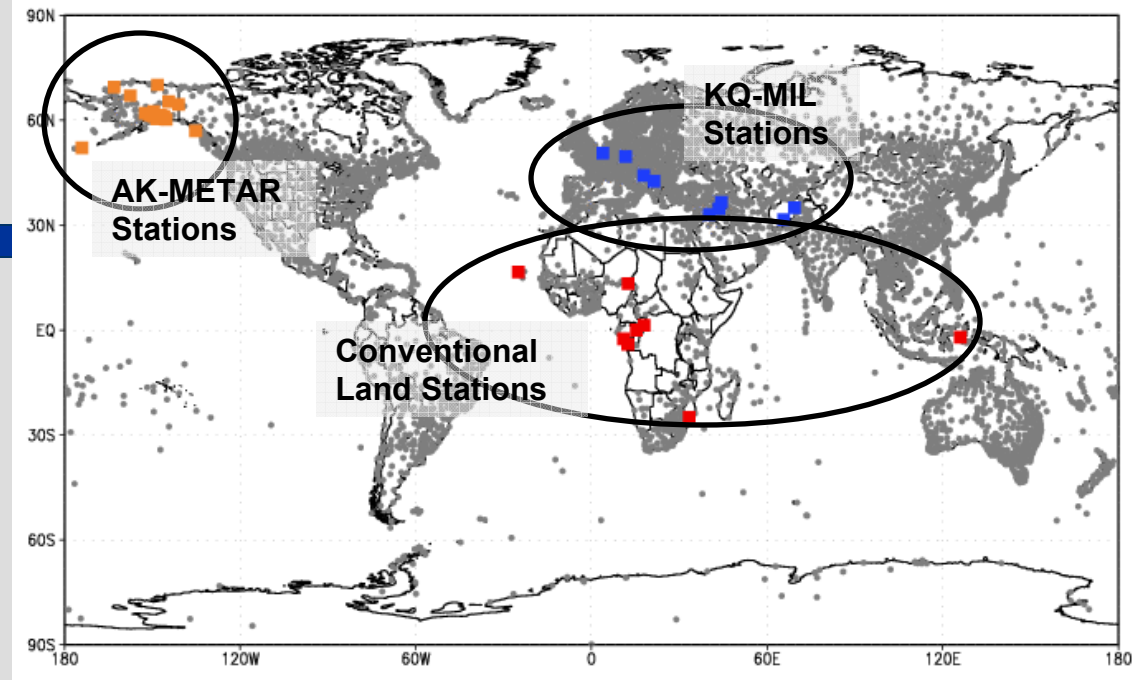 90N
60N
30N
EQ
30S
60S
90S
180
120W
60W
0
60E
120E
180
KQ-MIL
Stations
AK-METAR
Stations
Conventional
Land Stations